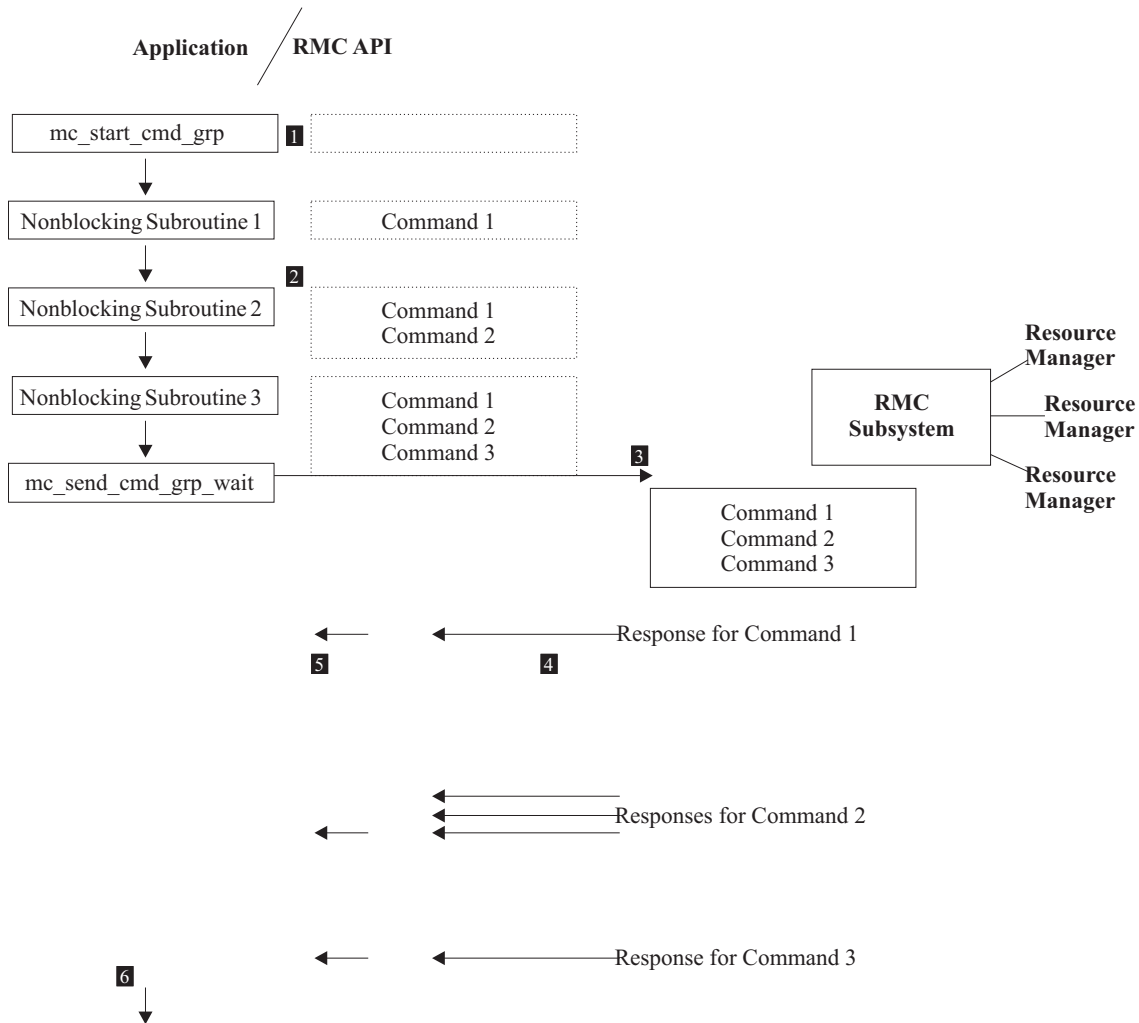 Application
RMC API
mc_start_cmd_grp
1
Nonblocking Subroutine 1
Command 1
2
Nonblocking Subroutine 2
Command 1
Command 2
Nonblocking Subroutine 3
Command 1
Command 2
Command 3
mc_send_cmd_grp_wait
3
RMC
Subsystem
Resource
Manager
Resource
Manager
Resource
Manager
Command 1
Command 2
Command 3
Response for Command 1
5
4
Responses for Command 2
Response for Command 3
6